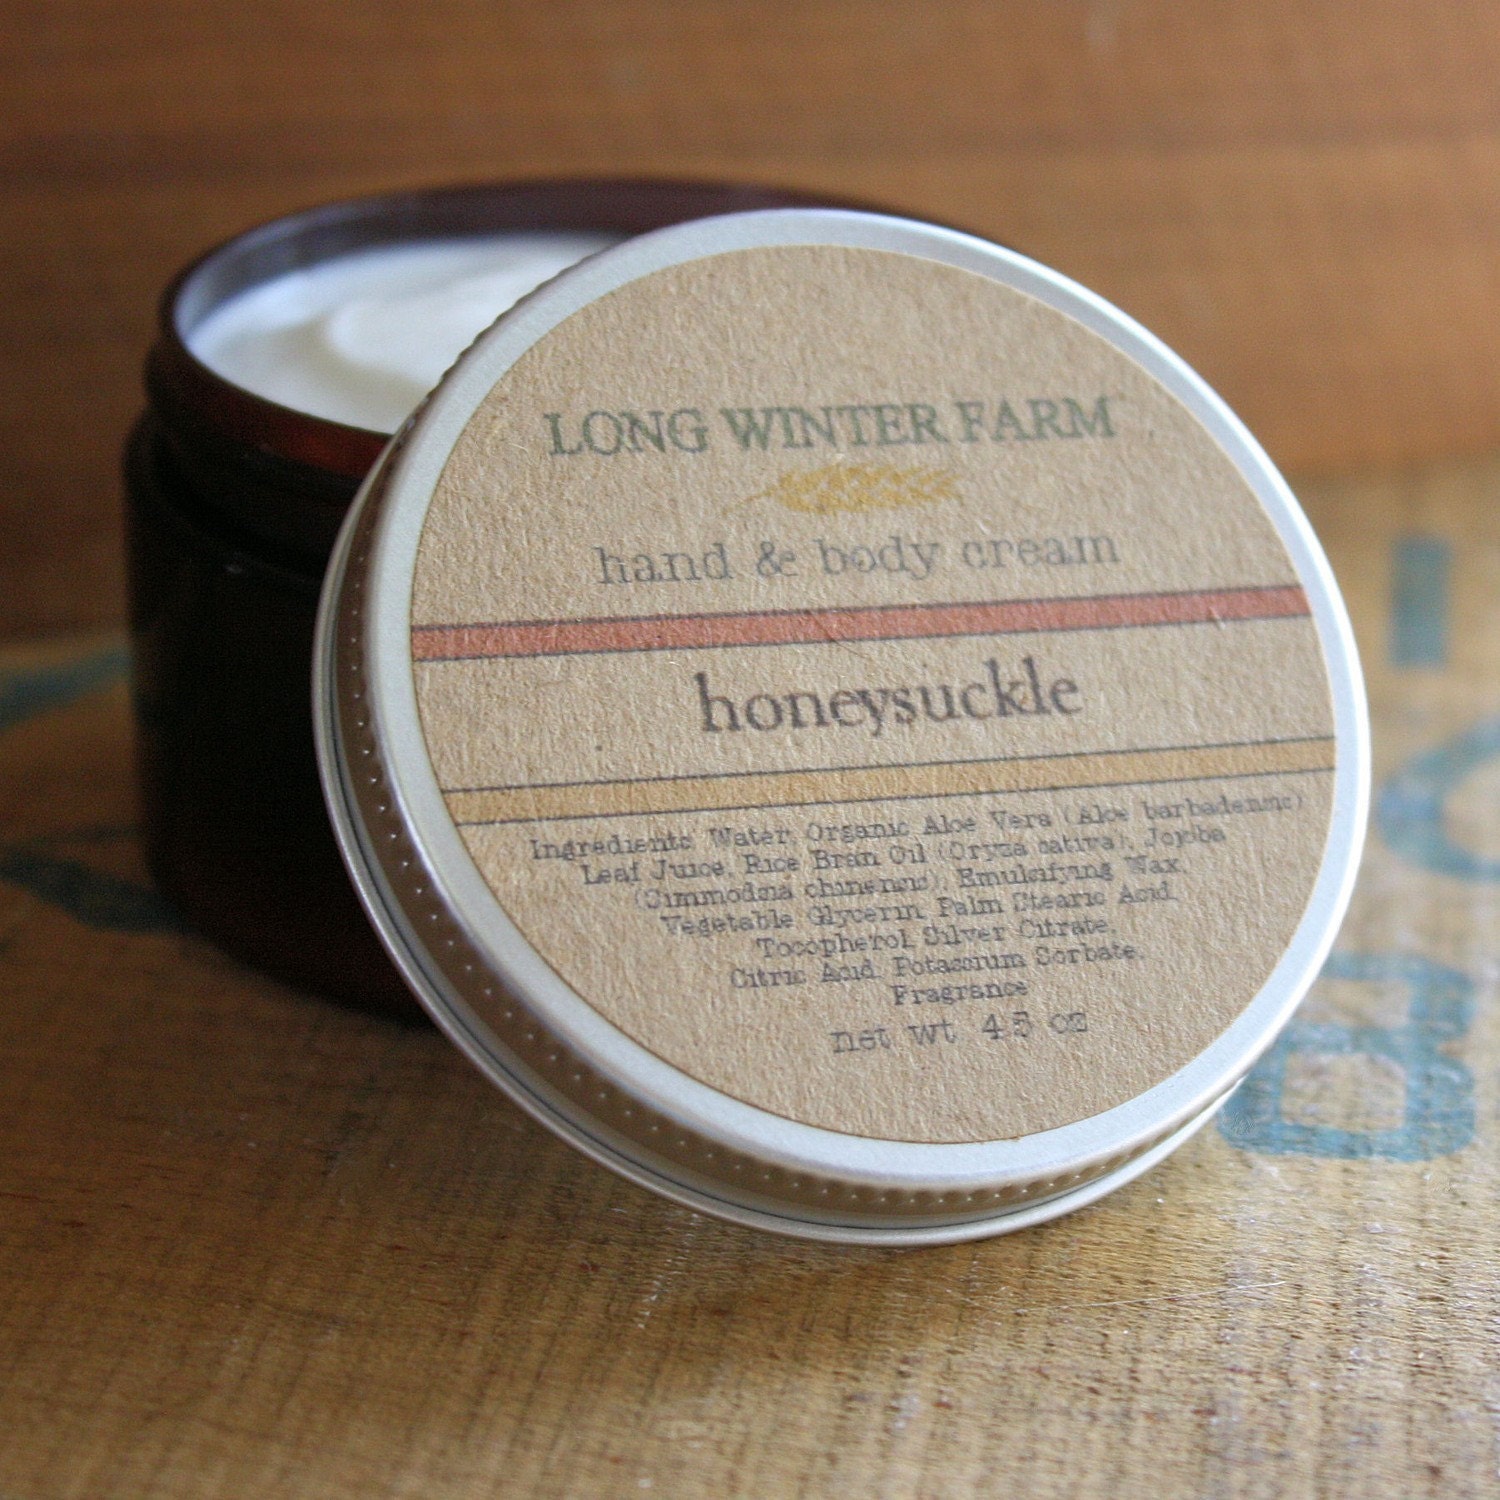 LONG WINTER FARM
hand & body cream
honeysuckle
Ingredients: Water, Organic Aloe Vera (Aloe barbadensis)
Leaf Juice, Rice Bran Oil (Oryza sativa), Jojoba
(Simmodsia chinensis), Emulsifying Wax,
Vegetable Glycerin, Palm Stearic Acid,
Tocopherol, Silver Citrate,
Citric Acid, Potassium Sorbate,
Fragrance
net wt 4.5 oz